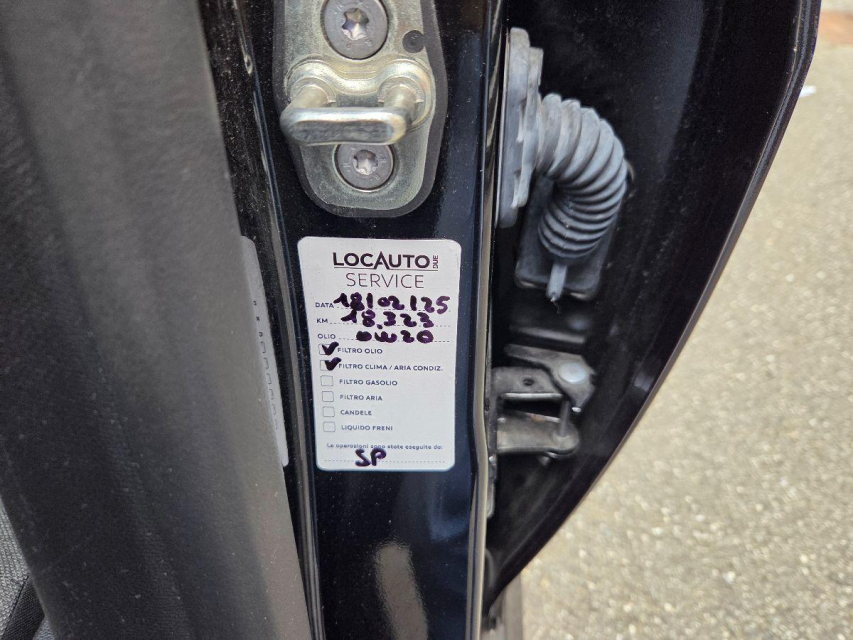 LOCAUTO DUE
SERVICE
DATA 18/02/25
KM 18.323
OLIO 0W20
FILTRO OLIO
FILTRO CLIMA / ARIA CONDIZ.
FILTRO GASOLIO
FILTRO ARIA
CANDELE
LIQUIDO FRENI
Le operazioni sono state eseguite da:
SP